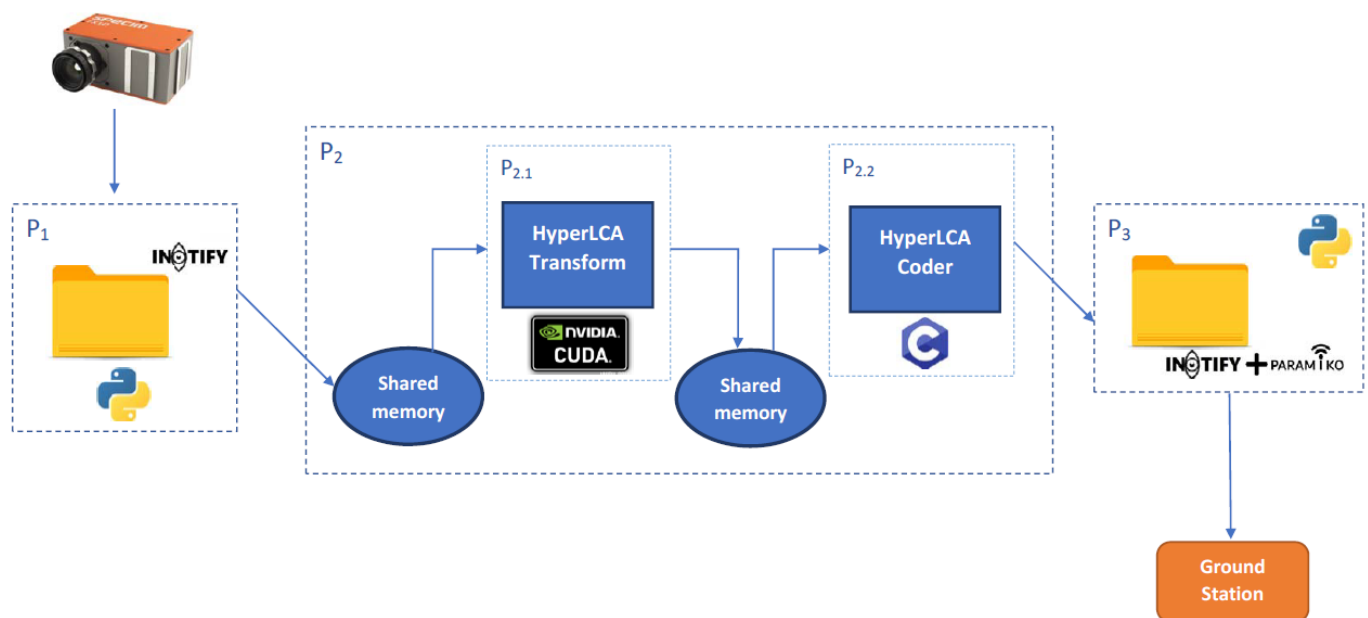 SPECIM
P1
INOTIFY
P2
Shared
memory
P2.1
HyperLCA
Transform
NVIDIA.
CUDA.
Shared
memory
P2.2
HyperLCA
Coder
C
P3
INOTIFY + PARAMIKO
Ground
Station